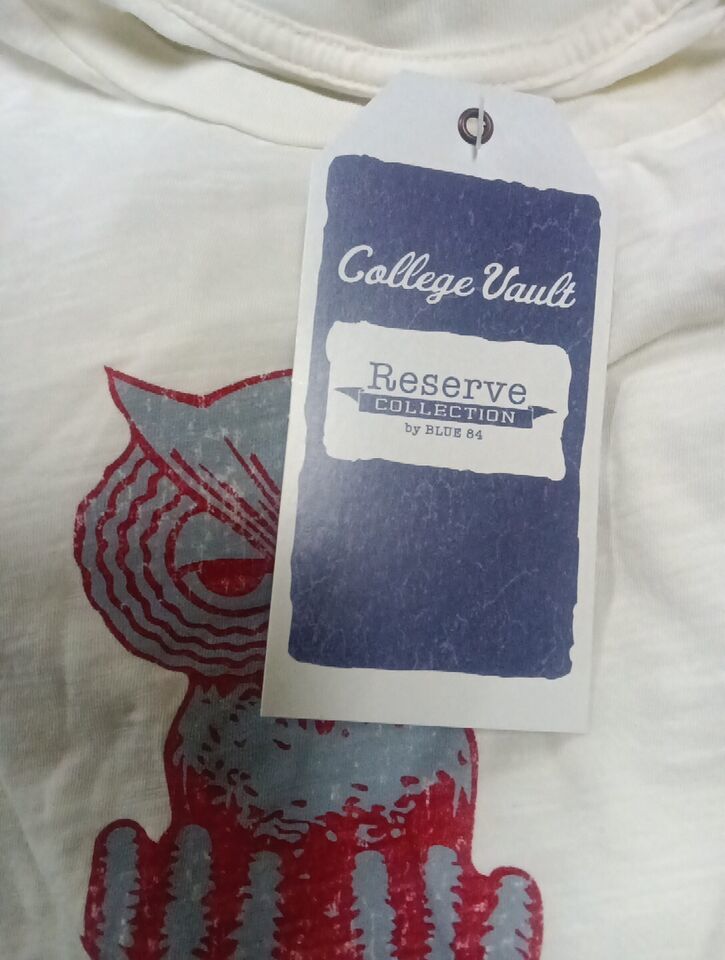 College Vault
Reserve
COLLECTION
by BLUE 84